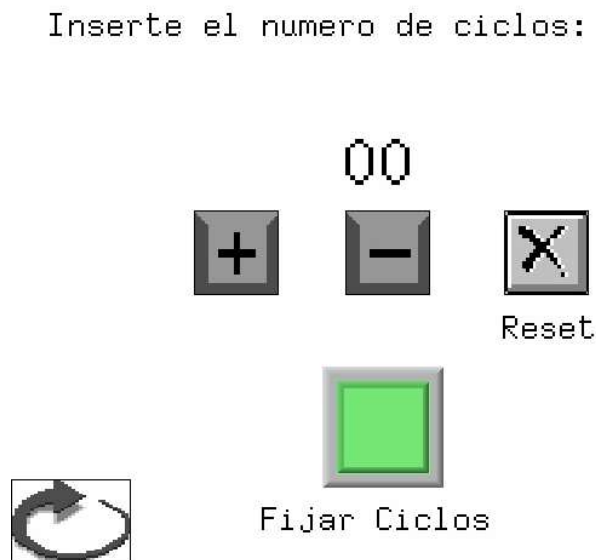 Inserte el numero de ciclos:
00
+ -
Reset
Fijar Ciclos